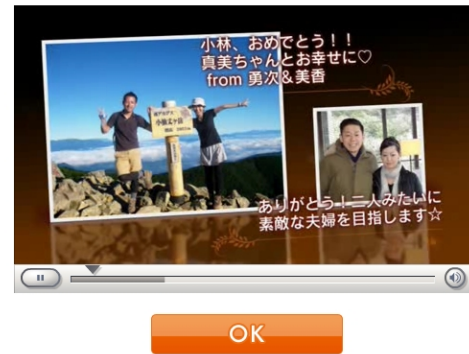 小林、おめでとう！！
真美ちゃんとお幸せに♡
from 勇次＆美香
ありがとう！二人みたいに
素敵な夫婦を目指します☆
OK